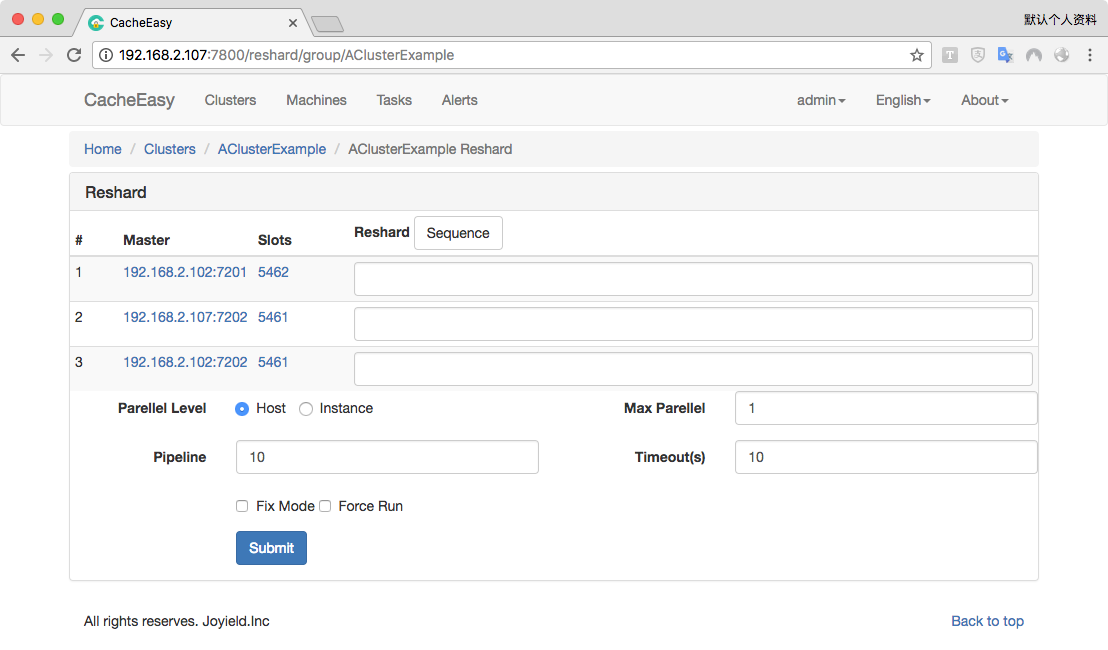 CacheEasy
默认个人资料
192.168.2.107:7800/reshard/group/AClusterExample
CacheEasy Clusters Machines Tasks Alerts admin English About
Home / Clusters / AClusterExample / AClusterExample Reshard
Reshard
# Master Slots Reshard Sequence
1 192.168.2.102:7201 5462
2 192.168.2.107:7202 5461
3 192.168.2.102:7202 5461
Parellel Level Host Instance Max Parellel 1
Pipeline 10 Timeout(s) 10
Fix Mode Force Run
Submit
All rights reserves. Joyield.Inc Back to top